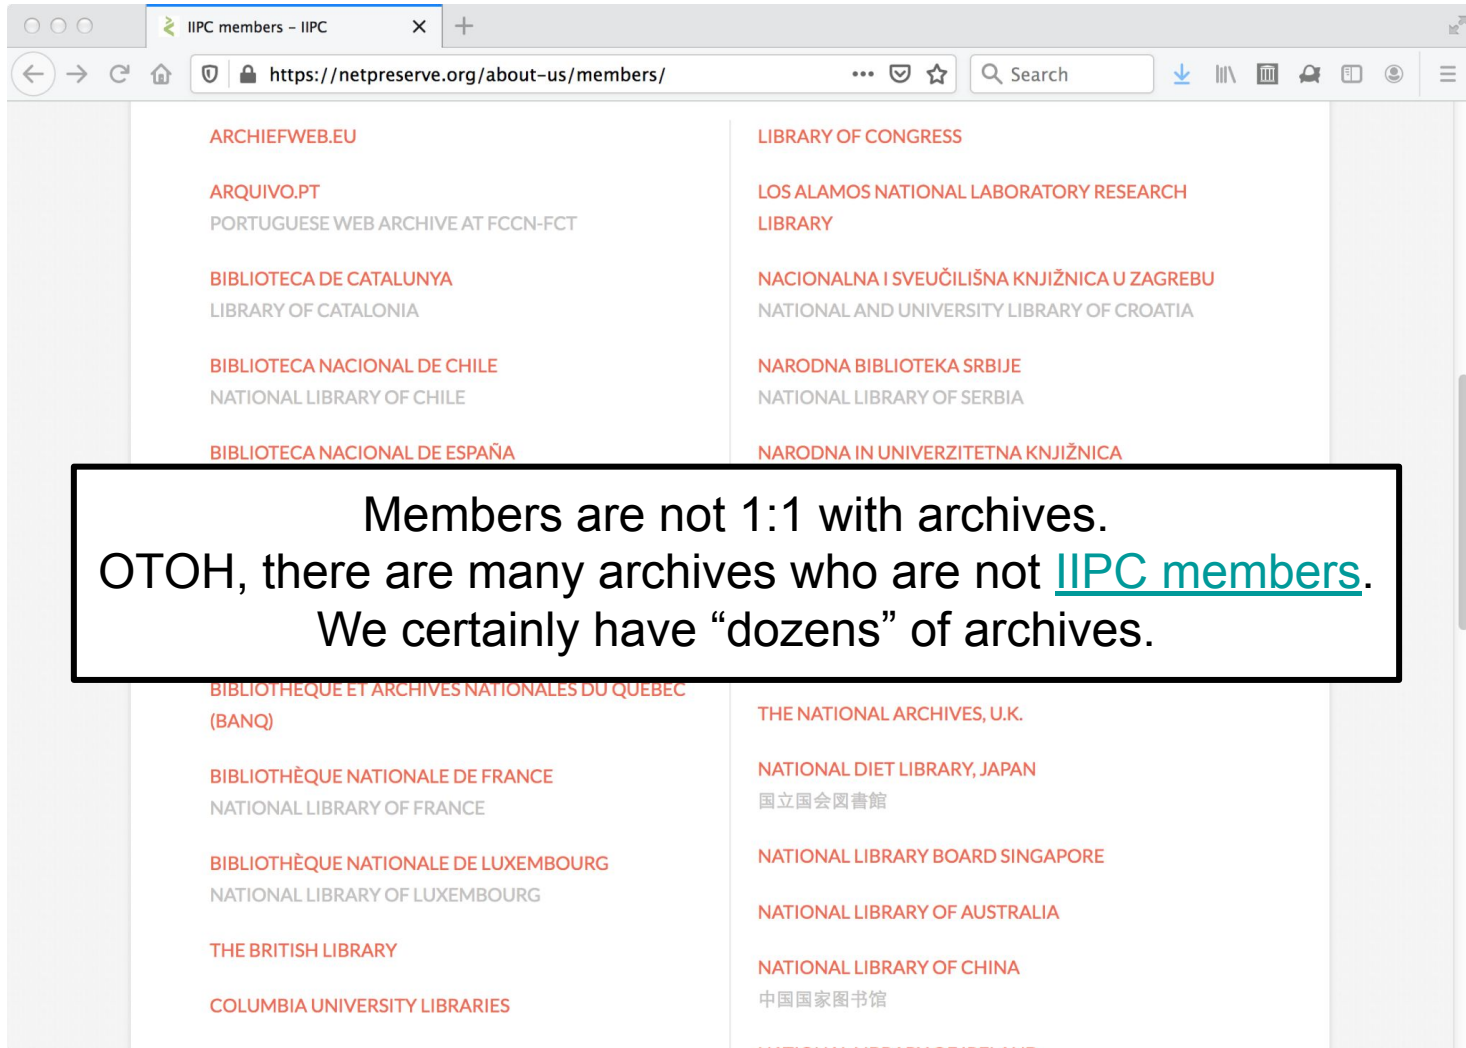 IIPC members – IIPC
https://netpreserve.org/about-us/members/
Search
ARCHIEFWEB.EU
ARQUIVO.PT
PORTUGUESE WEB ARCHIVE AT FCCN-FCT
BIBLIOTECA DE CATALUNYA
LIBRARY OF CATALONIA
BIBLIOTECA NACIONAL DE CHILE
NATIONAL LIBRARY OF CHILE
BIBLIOTECA NACIONAL DE ESPAÑA
LIBRARY OF CONGRESS
LOS ALAMOS NATIONAL LABORATORY RESEARCH
LIBRARY
NACIONALNA I SVEUČILIŠNA KNJIŽNICA U ZAGREBU
NATIONAL AND UNIVERSITY LIBRARY OF CROATIA
NARODNA BIBLIOTEKA SRBIJE
NATIONAL LIBRARY OF SERBIA
NARODNA IN UNIVERZITETNA KNJIŽNICA
Members are not 1:1 with archives.
OTOH, there are many archives who are not IIPC members.
We certainly have “dozens” of archives.
BIBLIOTHÈQUE ET ARCHIVES NATIONALES DU QUÉBEC
(BANQ)
BIBLIOTHÈQUE NATIONALE DE FRANCE
NATIONAL LIBRARY OF FRANCE
BIBLIOTHÈQUE NATIONALE DE LUXEMBOURG
NATIONAL LIBRARY OF LUXEMBOURG
THE BRITISH LIBRARY
COLUMBIA UNIVERSITY LIBRARIES
THE NATIONAL ARCHIVES, U.K.
NATIONAL DIET LIBRARY, JAPAN
国立国会図書館
NATIONAL LIBRARY BOARD SINGAPORE
NATIONAL LIBRARY OF AUSTRALIA
NATIONAL LIBRARY OF CHINA
中国国家图书馆